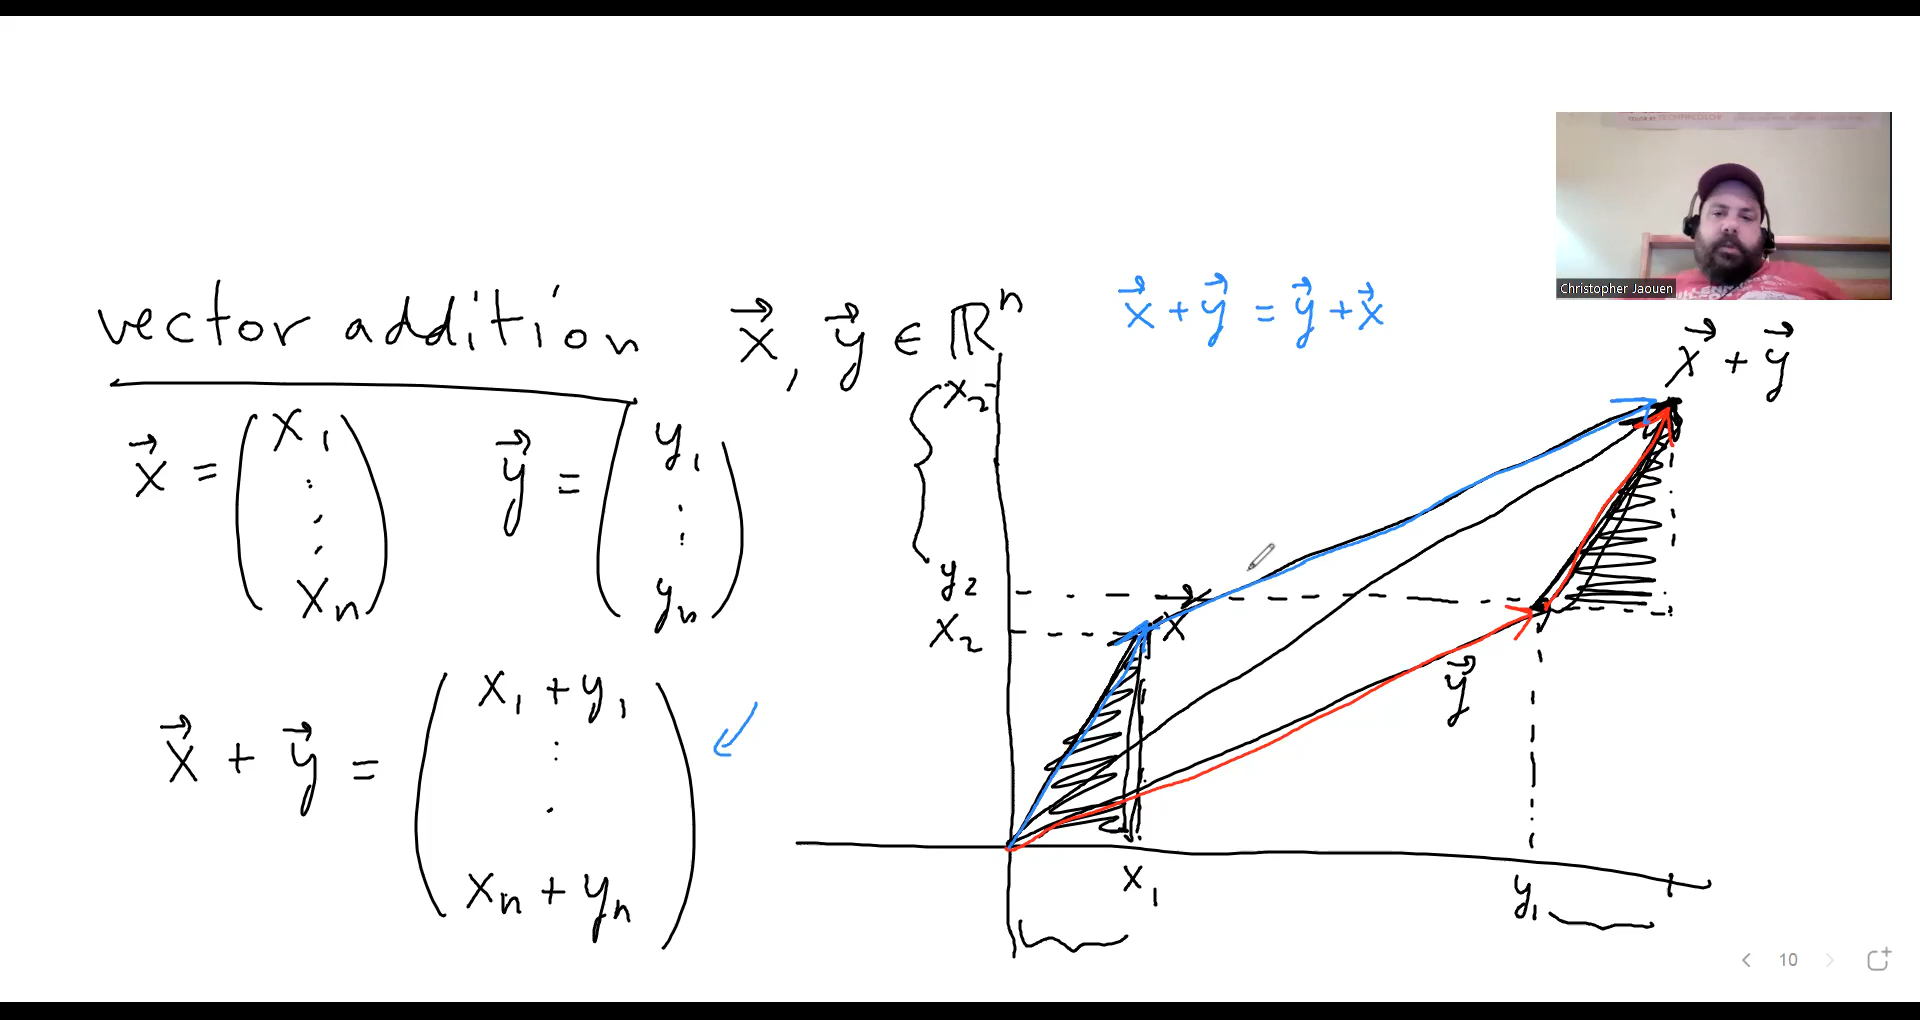 TECHNICOLOR
Christopher Jaouen
vector addition x⃗, y⃗ ∈ ℝⁿ
x⃗ + y⃗ = y⃗ + x⃗
x⃗ + y⃗
x⃗ = (x₁ ⋮ xₙ) y⃗ = (y₁ ⋮ yₙ)
x⃗ + y⃗ = (x₁ + y₁ ⋮ xₙ + yₙ)
x₂
y₂
x₂
x⃗
y⃗
x₁
y₁
10